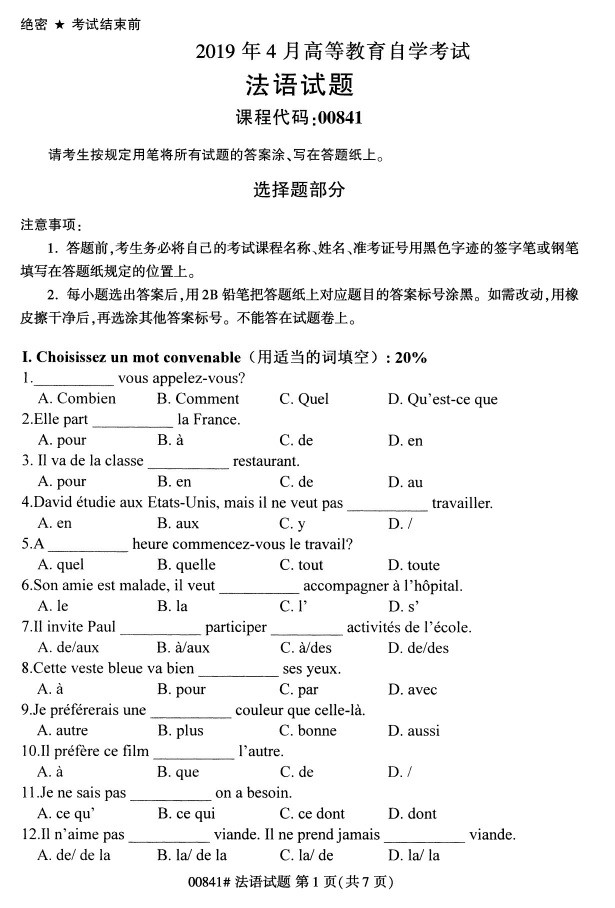 绝密 ★ 考试结束前
2019 年 4 月高等教育自学考试
法语试题
课程代码:00841
请考生按规定用笔将所有试题的答案涂、写在答题纸上。
选择题部分
注意事项:
1. 答题前,考生务必将自己的考试课程名称、姓名、准考证号用黑色字迹的签字笔或钢笔
填写在答题纸规定的位置上。
2. 每小题选出答案后,用 2B 铅笔把答题纸上对应题目的答案标号涂黑。如需改动,用橡
皮擦干净后,再选涂其他答案标号。不能答在试题卷上。
I. Choisissez un mot convenable（用适当的词填空）: 20%
1.__________ vous appelez-vous?
A. Combien B. Comment C. Quel D. Qu'est-ce que
2.Elle part __________ la France.
A. pour B. à C. de D. en
3. Il va de la classe __________ restaurant.
A. pour B. en C. de D. au
4.David étudie aux Etats-Unis, mais il ne veut pas __________ travailler.
A. en B. aux C. y D. /
5.A __________ heure commencez-vous le travail?
A. quel B. quelle C. tout D. toute
6.Son amie est malade, il veut __________ accompagner à l'hôpital.
A. le B. la C. l' D. s'
7.Il invite Paul __________ participer _________ activités de l'école.
A. de/aux B. à/aux C. à/des D. de/des
8.Cette veste bleue va bien __________ ses yeux.
A. à B. pour C. par D. avec
9.Je préférerais une __________ couleur que celle-là.
A. autre B. plus C. bonne D. aussi
10.Il préfère ce film __________ l'autre.
A. à B. que C. de D. /
11.Je ne sais pas __________ on a besoin.
A. ce qu' B. ce qui C. ce dont D. dont
12.Il n'aime pas __________ viande. Il ne prend jamais __________ viande.
A. de/ de la B. la/ de la C. la/ de D. la/ la
00841# 法语试题 第 1 页(共 7 页)